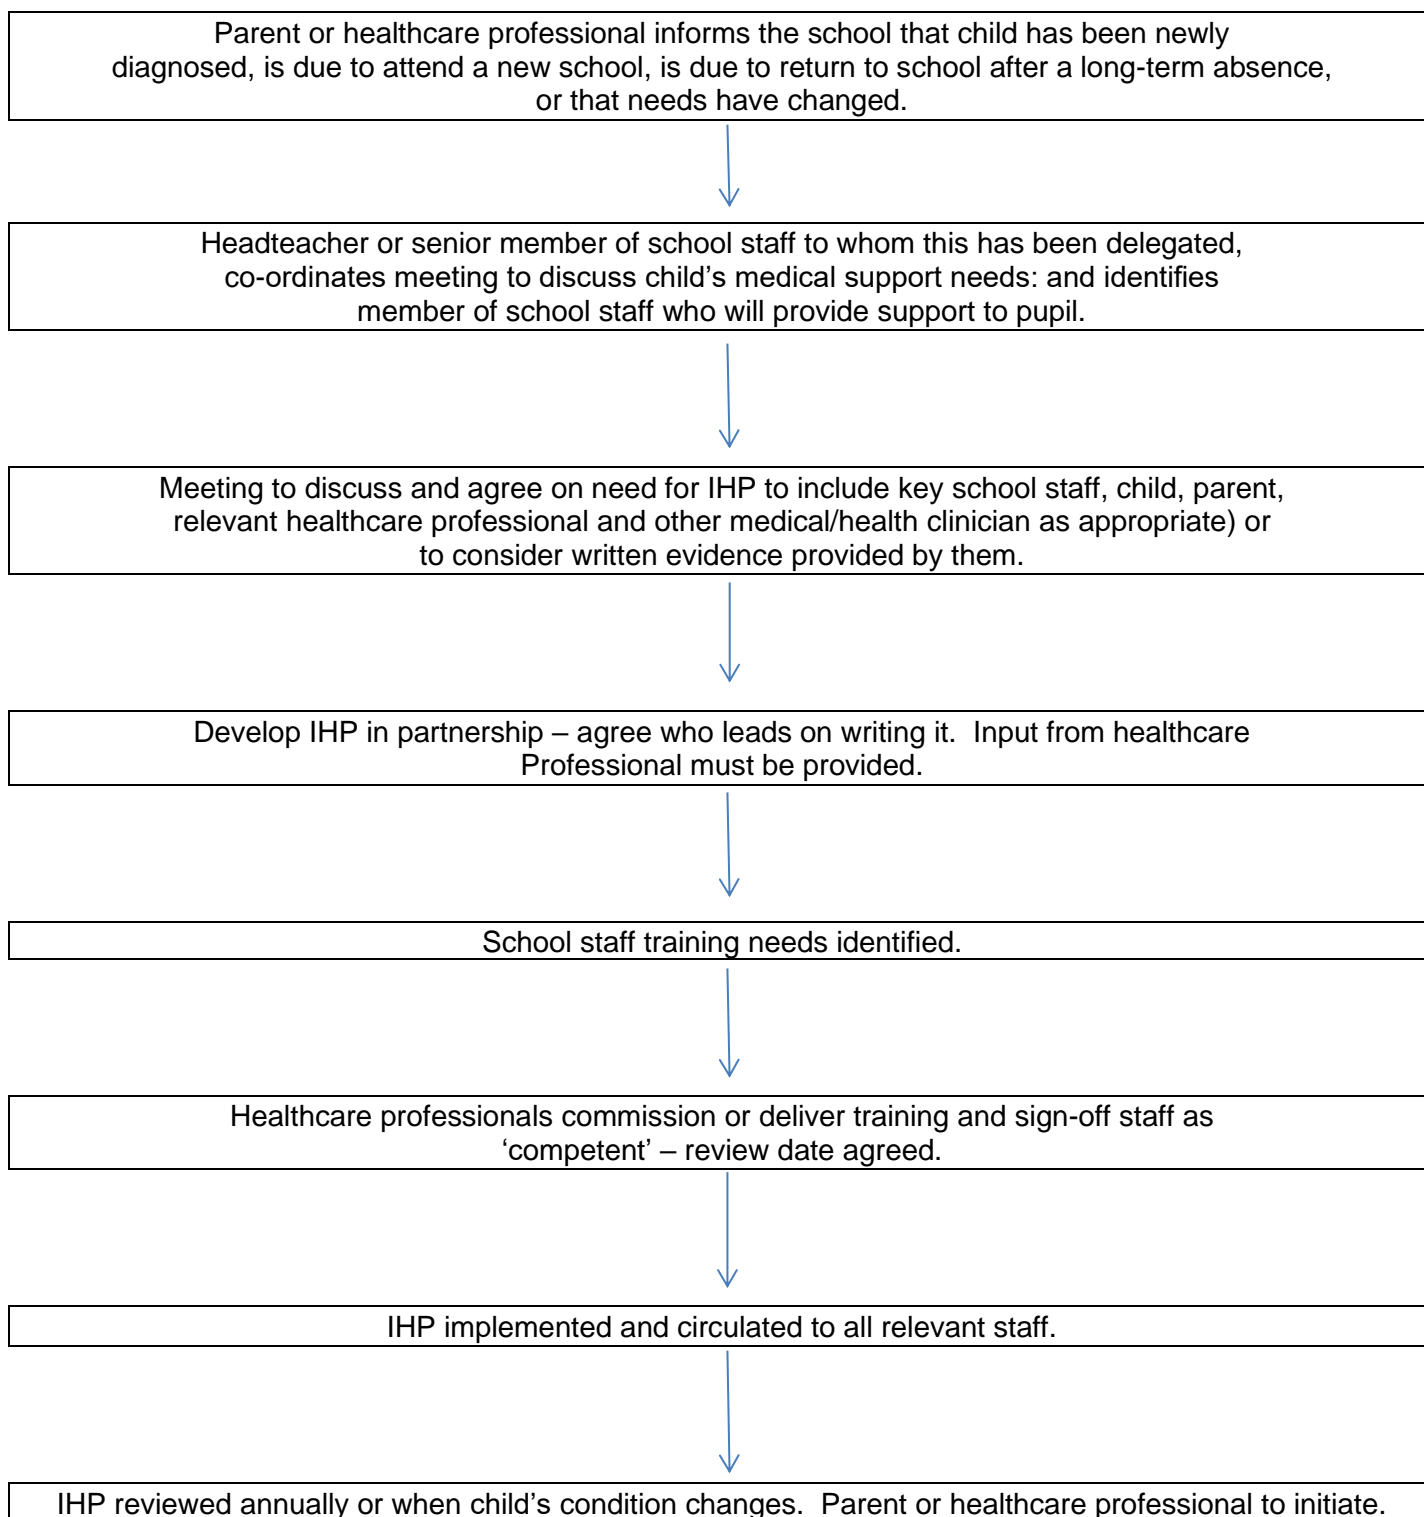 Parent or healthcare professional informs the school that child has been newly
diagnosed, is due to attend a new school, is due to return to school after a long-term absence,
or that needs have changed.
Headteacher or senior member of school staff to whom this has been delegated,
co-ordinates meeting to discuss child’s medical support needs: and identifies
member of school staff who will provide support to pupil.
Meeting to discuss and agree on need for IHP to include key school staff, child, parent,
relevant healthcare professional and other medical/health clinician as appropriate) or
to consider written evidence provided by them.
Develop IHP in partnership – agree who leads on writing it.  Input from healthcare
Professional must be provided.
School staff training needs identified.
Healthcare professionals commission or deliver training and sign-off staff as
‘competent’ – review date agreed.
IHP implemented and circulated to all relevant staff.
IHP reviewed annually or when child’s condition changes.  Parent or healthcare professional to initiate.